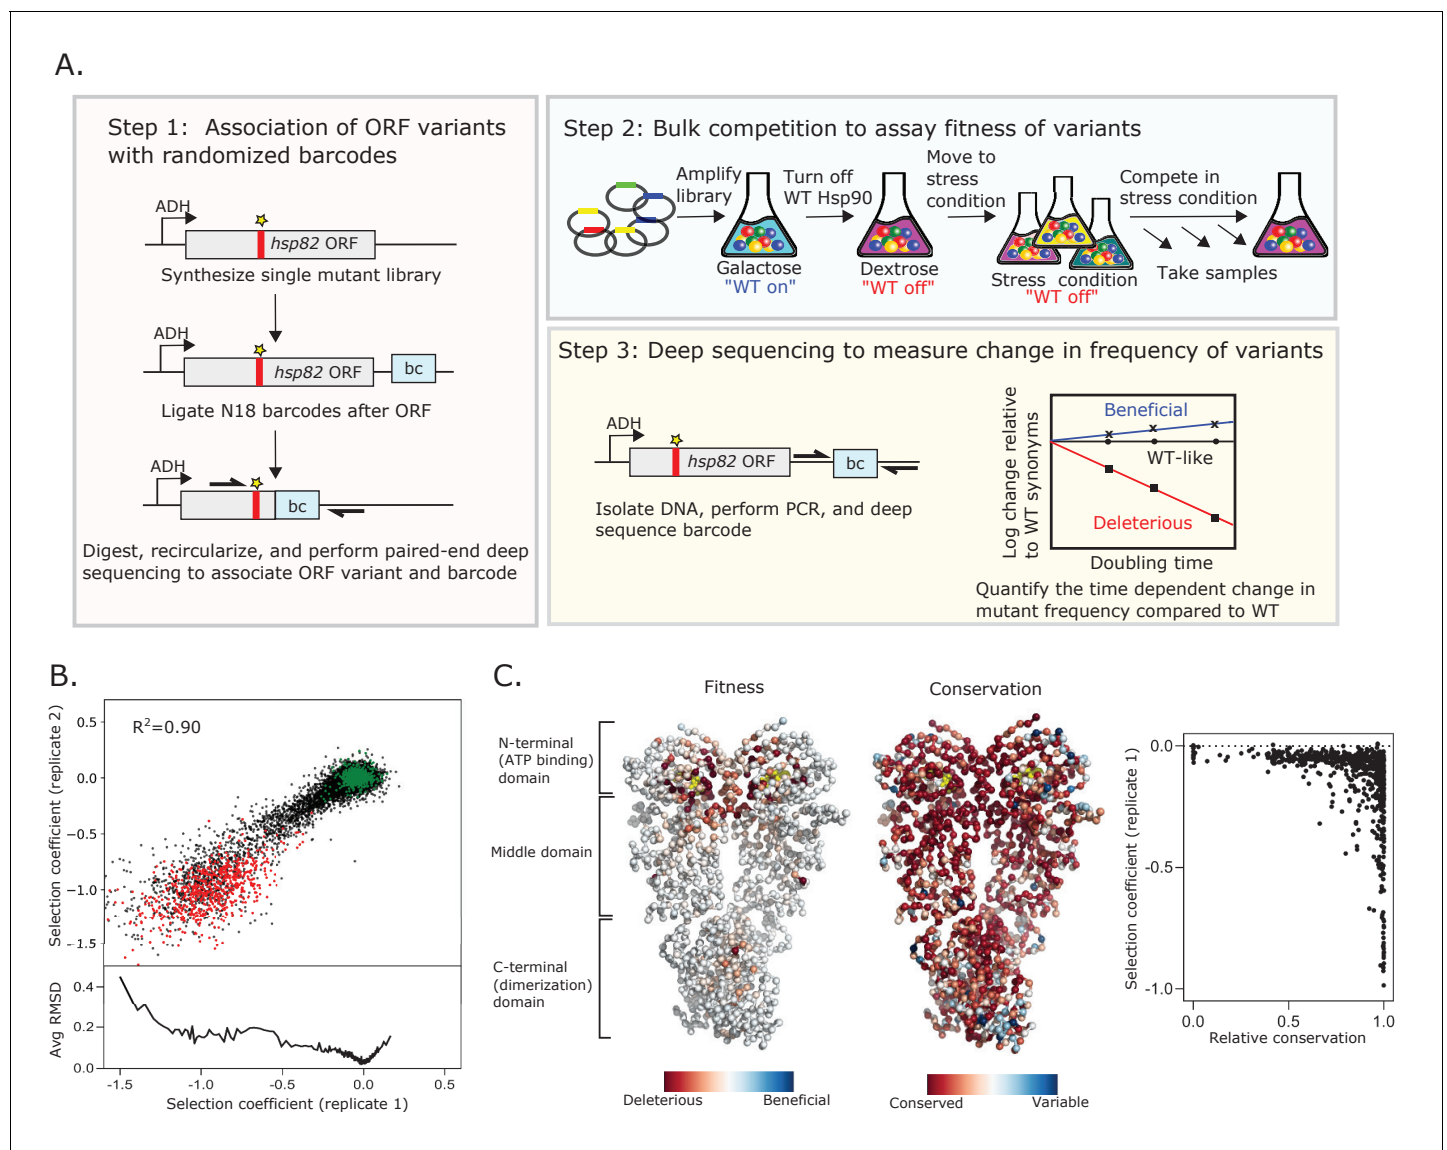 A.
Step 1: Association of ORF variants
with randomized barcodes
ADH
hsp82 ORF
Synthesize single mutant library
ADH
hsp82 ORF
bc
Ligate N18 barcodes after ORF
ADH
bc
Digest, recircularize, and perform paired-end deep
sequencing to associate ORF variant and barcode
Step 2: Bulk competition to assay fitness of variants
Amplify
library
Turn off
WT Hsp90
Move to
stress
condition
Compete in
stress condition
Galactose
"WT on"
Dextrose
"WT off"
Stress condition
"WT off"
Take samples
Step 3: Deep sequencing to measure change in frequency of variants
ADH
hsp82 ORF
bc
Isolate DNA, perform PCR, and deep
sequence barcode
Log change relative
to WT synonyms
Beneficial
WT-like
Deleterious
Doubling time
Quantify the time dependent change in
mutant frequency compared to WT
B.
Selection coefficient (replicate 2)
R2=0.90
0.5
0.0
−0.5
−1.0
−1.5
Avg RMSD
0.4
0.2
0.0
-1.5
-1.0
-0.5
0.0
0.5
Selection coefficient (replicate 1)
C.
Fitness
Conservation
N-terminal
(ATP binding)
domain
Middle domain
C-terminal
(dimerization)
domain
Deleterious
Beneficial
Conserved
Variable
Selection coefficient (replicate 1)
0.0
-0.5
-1.0
0.0
0.5
1.0
Relative conservation